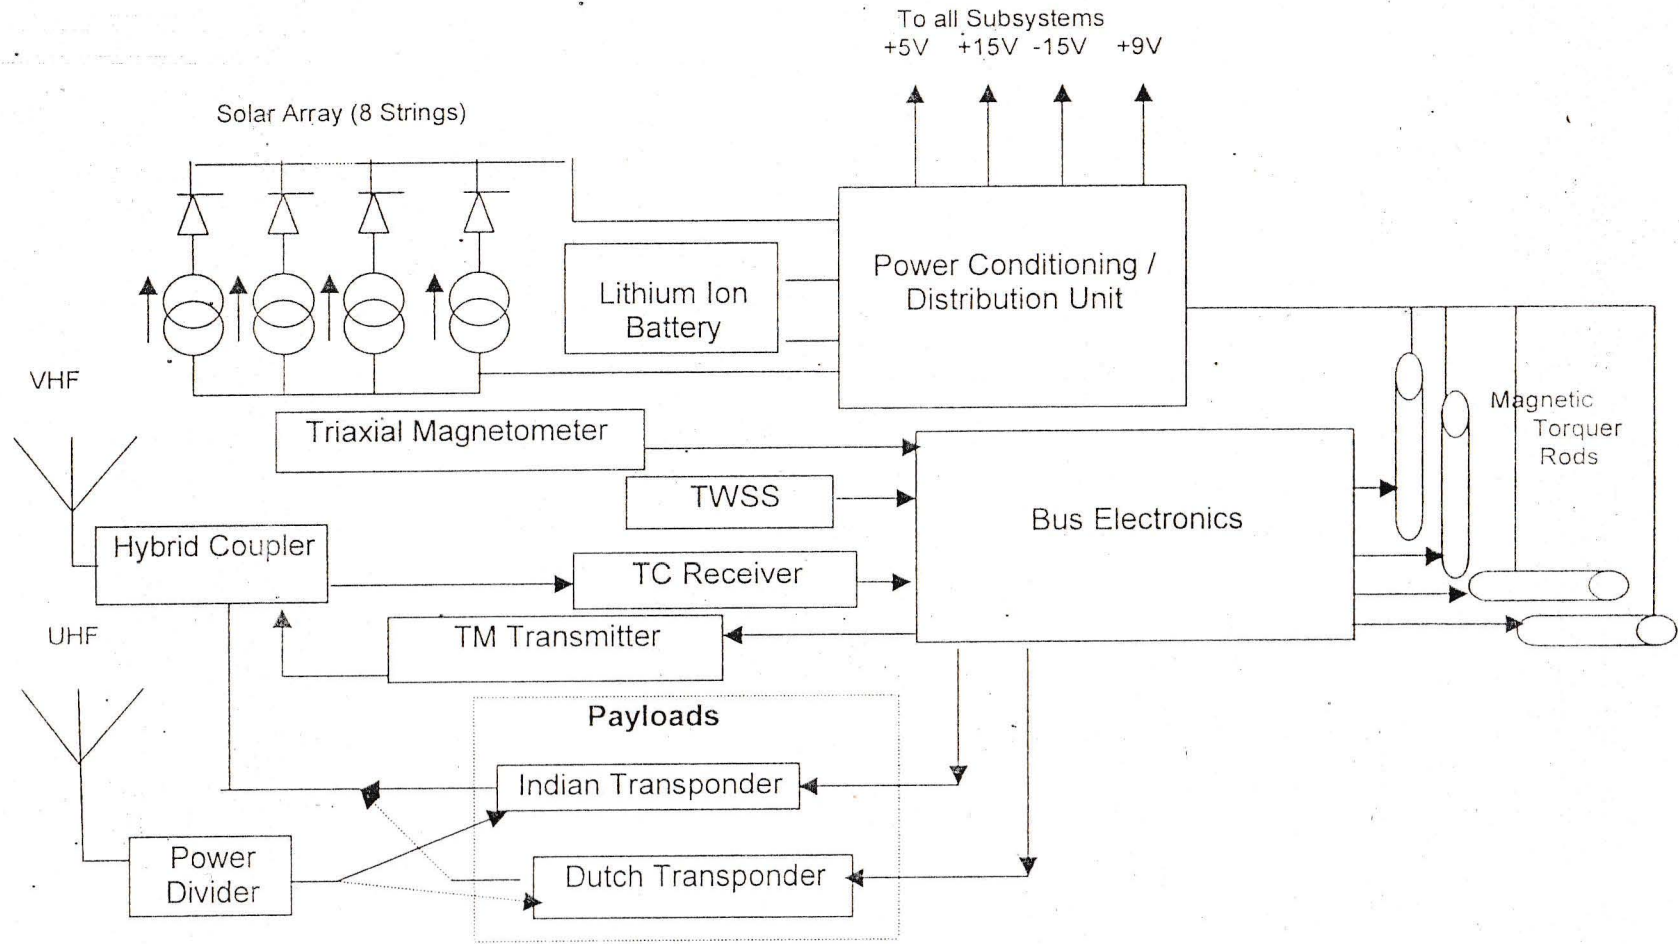 To all Subsystems
+5V +15V -15V +9V
Solar Array (8 Strings)
Power Conditioning /
Distribution Unit
Lithium Ion
Battery
VHF
Magnetic
Torquer
Rods
Triaxial Magnetometer
TWSS
Bus Electronics
Hybrid Coupler
TC Receiver
UHF
TM Transmitter
Payloads
Indian Transponder
Power
Divider
Dutch Transponder